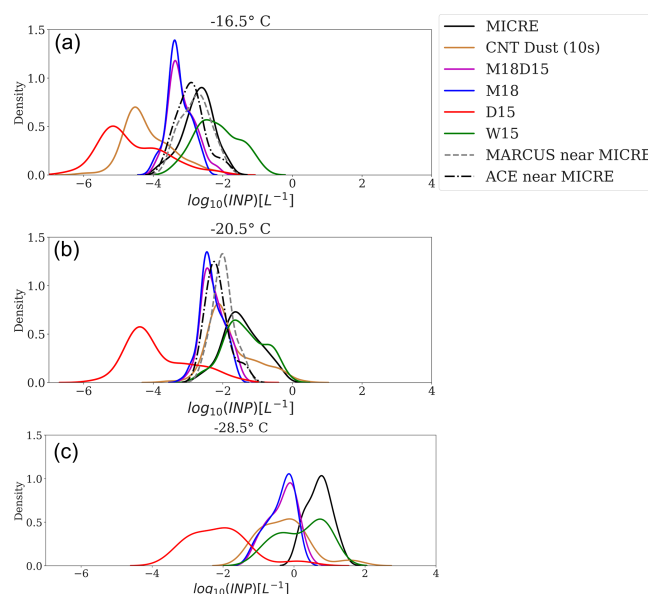 -16.5° C
(a)
1.5
1.0
0.5
0.0
Density
−6 −4 −2 0 2 4
log10(INP)[L−1]
MICRE
CNT Dust (10s)
M18D15
M18
D15
W15
MARCUS near MICRE
ACE near MICRE
-20.5° C
(b)
1.5
1.0
0.5
0.0
Density
−6 −4 −2 0 2 4
log10(INP)[L−1]
-28.5° C
(c)
1.5
1.0
0.5
0.0
Density
−6 −4 −2 0 2 4
log10(INP)[L−1]